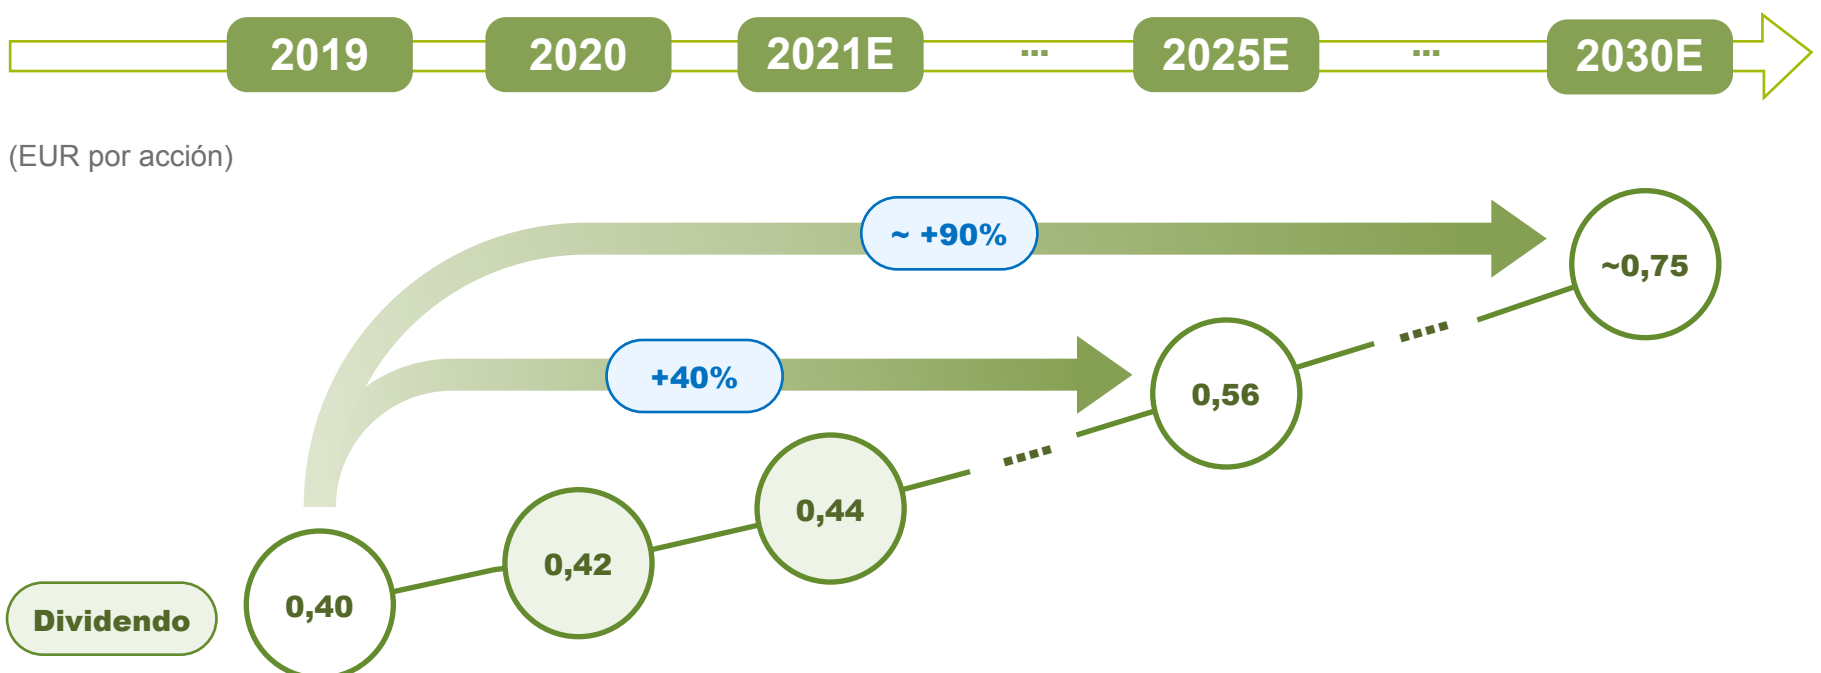 2019 2020 2021E ... 2025E ... 2030E
(EUR por acción)
~ +90%
~0,75
+40%
0,56
0,44
0,42
Dividendo 0,40